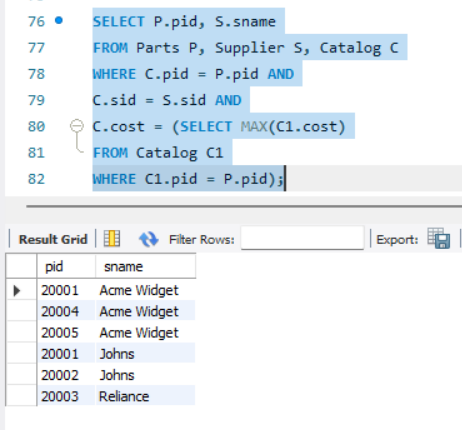 76 SELECT P.pid, S.sname
77 FROM Parts P, Supplier S, Catalog C
78 WHERE C.pid = P.pid AND
79 C.sid = S.sid AND
80 C.cost = (SELECT MAX(C1.cost)
81 FROM Catalog C1
82 WHERE C1.pid = P.pid);
Result Grid Filter Rows: Export:
pid sname
20001 Acme Widget
20004 Acme Widget
20005 Acme Widget
20001 Johns
20002 Johns
20003 Reliance